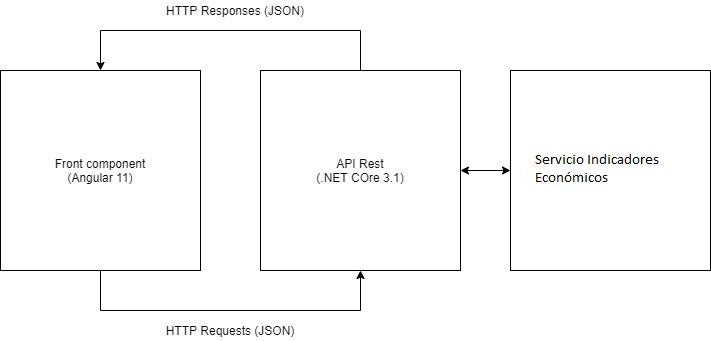 HTTP Responses (JSON)
Front component
(Angular 11)
API Rest
(.NET COre 3.1)
Servicio Indicadores
Económicos
HTTP Requests (JSON)